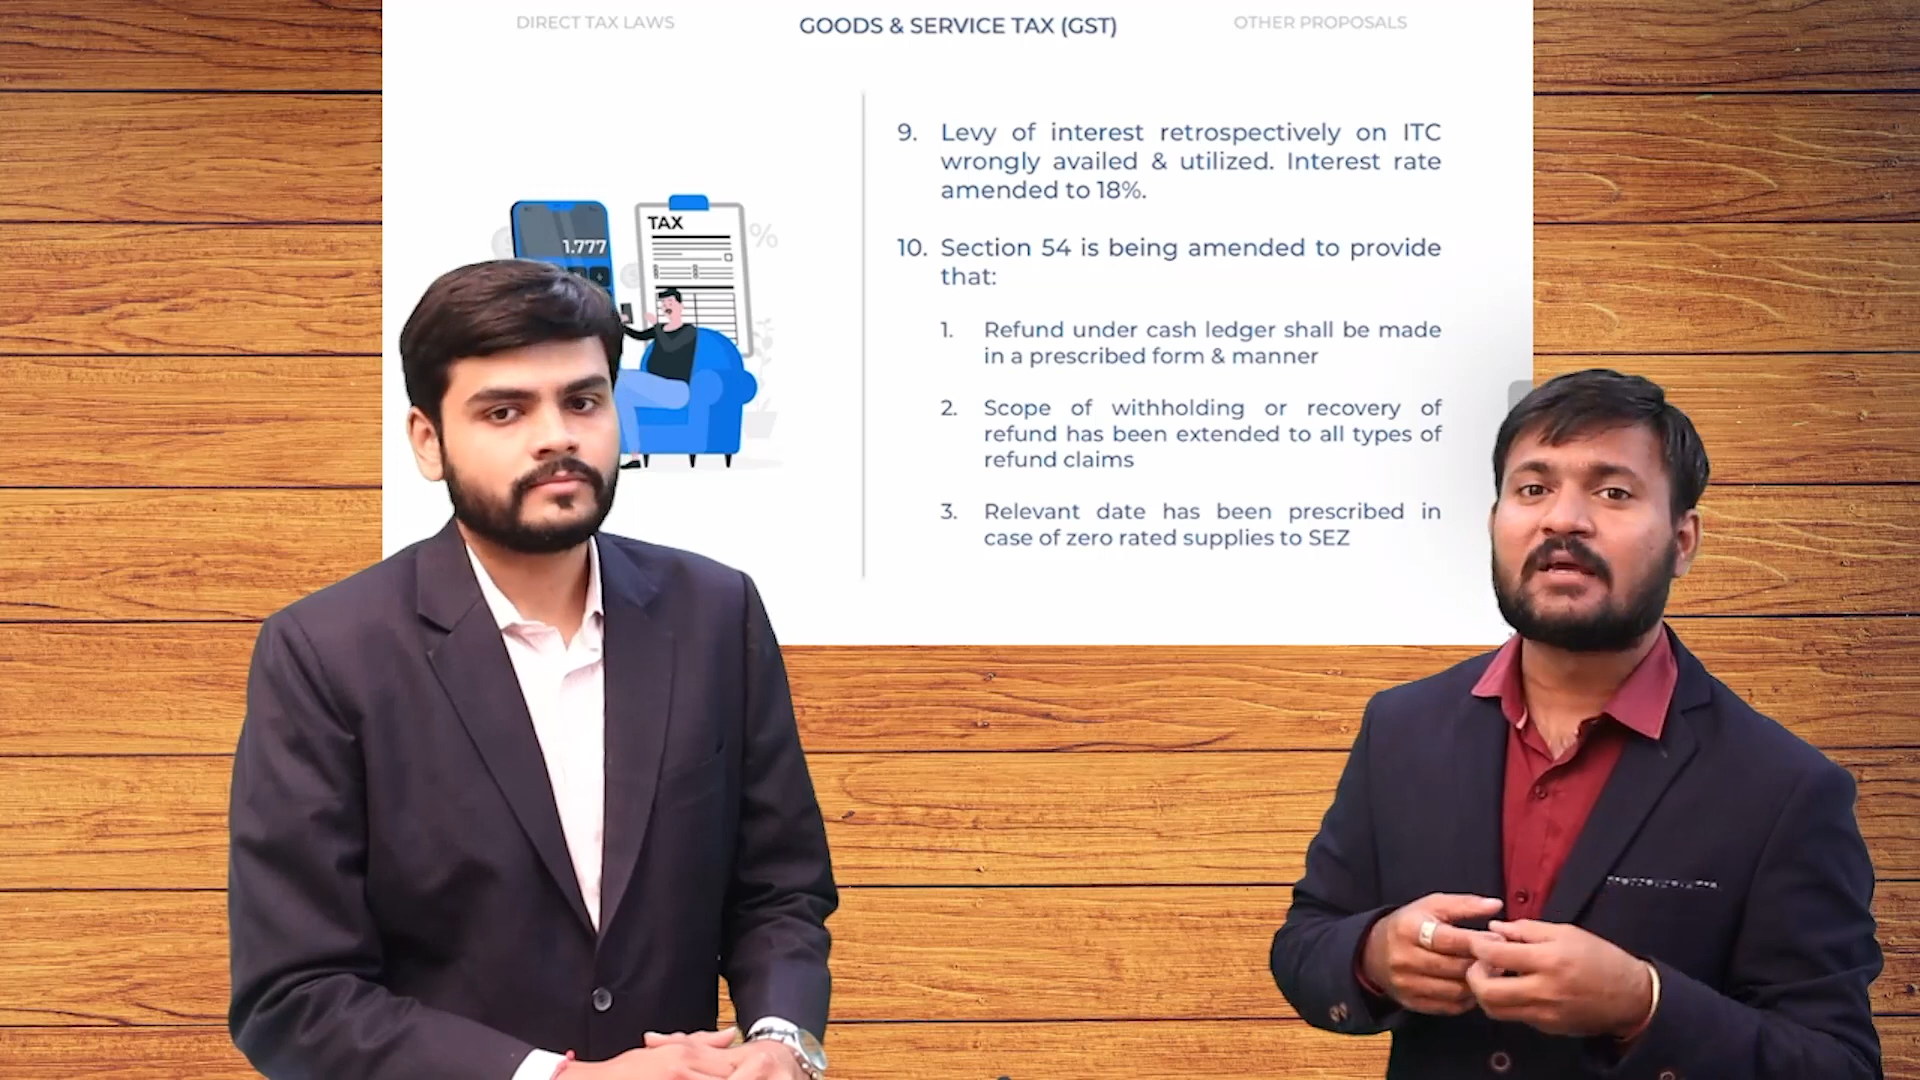 DIRECT TAX LAWS
GOODS & SERVICE TAX (GST)
OTHER PROPOSALS
9. Levy of interest retrospectively on ITC
wrongly availed & utilized. Interest rate
amended to 18%.
10. Section 54 is being amended to provide
that:
1. Refund under cash ledger shall be made
in a prescribed form & manner
2. Scope of withholding or recovery of
refund has been extended to all types of
refund claims
3. Relevant date has been prescribed in
case of zero rated supplies to SEZ
1.777
TAX
%